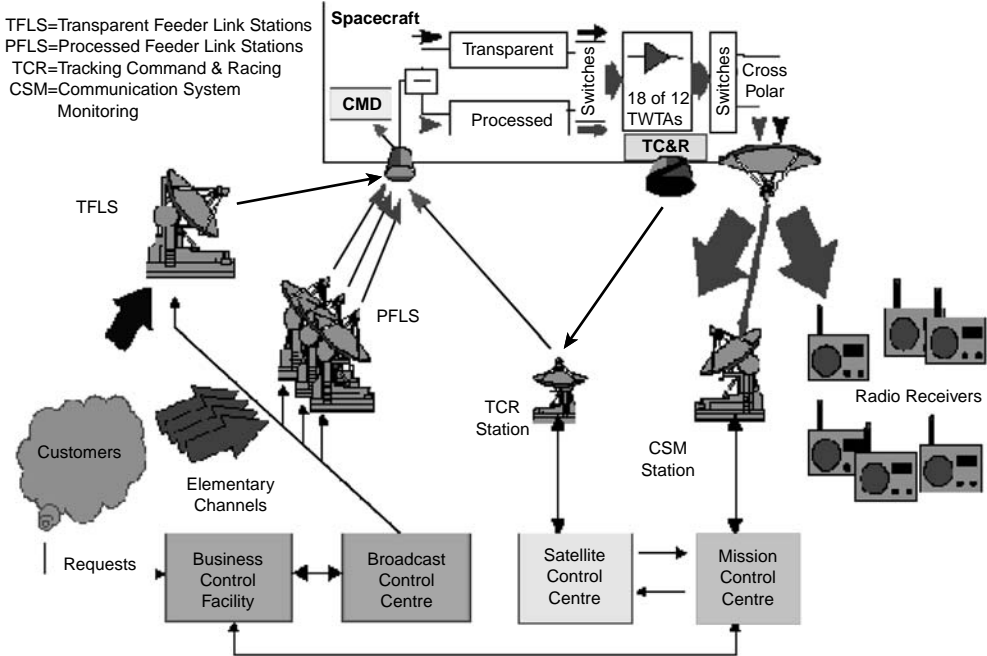 TFLS=Transparent Feeder Link Stations
PFLS=Processed Feeder Link Stations
TCR=Tracking Command & Racing
CSM=Communication System
Monitoring
Spacecraft
Transparent
CMD
Processed
Switches
18 of 12
TWTAs
Switches
Cross
Polar
TC&R
TFLS
PFLS
TCR
Station
CSM
Station
Radio Receivers
Customers
Elementary
Channels
Requests
Business
Control
Facility
Broadcast
Control
Centre
Satellite
Control
Centre
Mission
Control
Centre